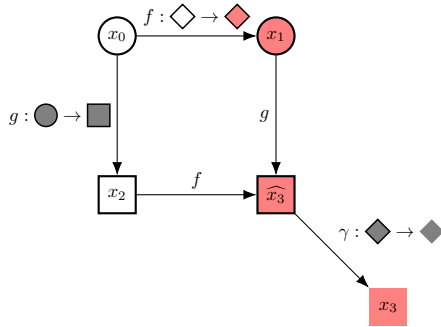 f : → 
x₀
x₁
g : → 
g
x₂
f
x̂₃
γ : → 
x₃